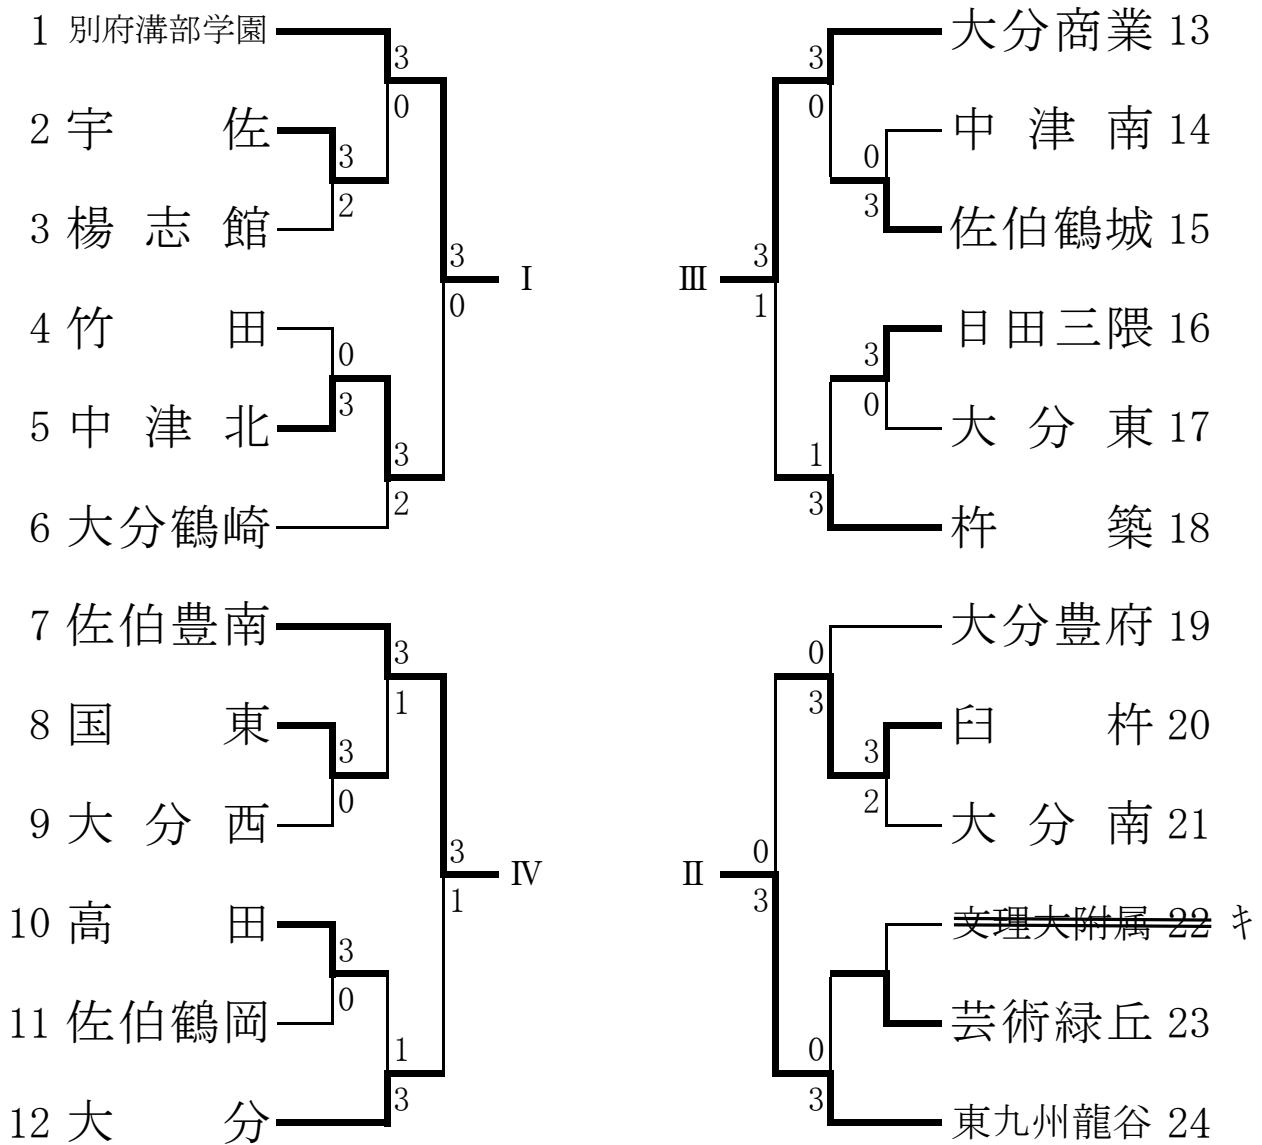 1 別府溝部学園
3
0
2 宇 佐
3
2
3 楊 志 館
3
0
Ⅰ
4 竹 田
0
3
5 中 津 北
3
2
6 大分鶴崎
7 佐伯豊南
3
1
8 国 東
3
0
9 大 分 西
3
1
Ⅳ
10 高 田
3
0
11 佐伯鶴岡
1
3
12 大 分
大分商業 13
3
0
中 津 南 14
0
3
佐伯鶴城 15
3
1
Ⅲ
日田三隈 16
3
0
大 分 東 17
1
3
杵 築 18
大分豊府 19
0
3
臼 杵 20
3
2
大 分 南 21
0
3
Ⅱ
文理大附属 22 キ
芸術緑丘 23
0
3
東九州龍谷 24